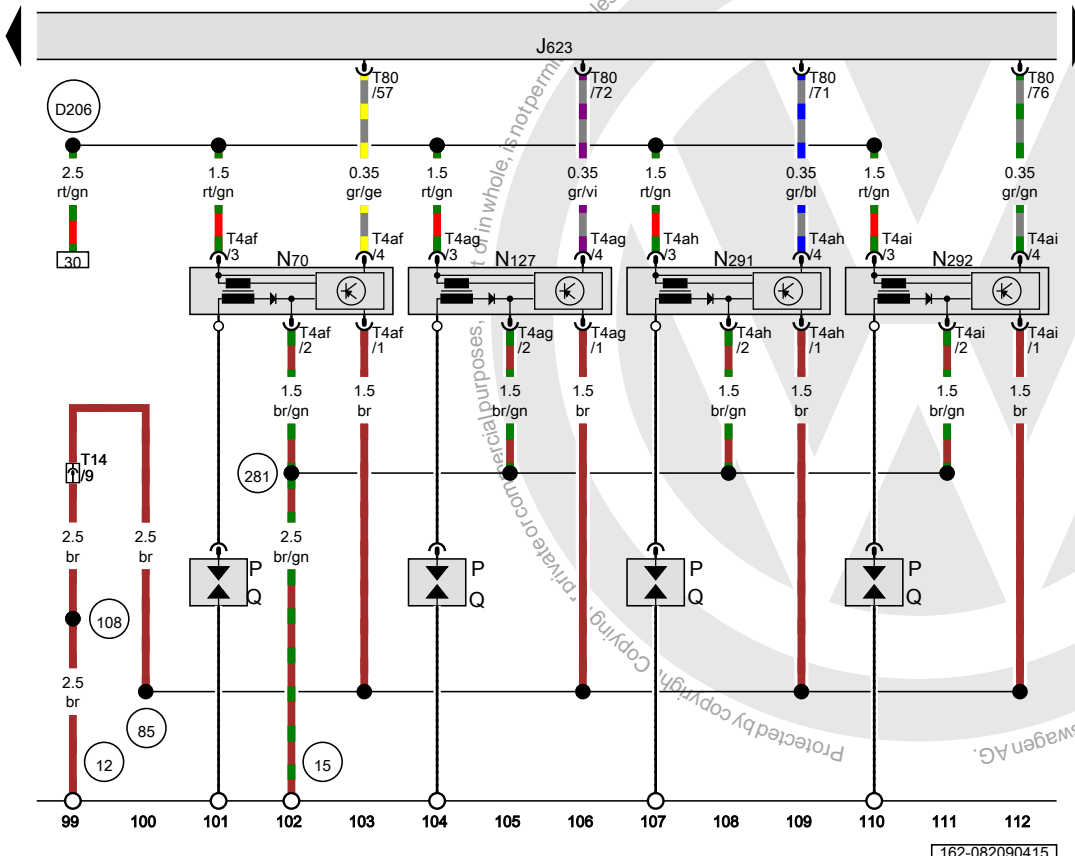 J623
T80
/57
T80
/72
T80
/71
T80
/76
D206
2.5
rt/gn
1.5
rt/gn
0.35
gr/ge
1.5
rt/gn
0.35
gr/vi
1.5
rt/gn
0.35
gr/bl
1.5
rt/gn
0.35
gr/gn
30
T4af
/3
N70
T4af
/4
T4ag
/3
N127
T4ag
/4
T4ah
/3
N291
T4ah
/4
T4ai
/3
N292
T4ai
/4
T4af
/2
T4af
/1
T4ag
/2
T4ag
/1
T4ah
/2
T4ah
/1
T4ai
/2
T4ai
/1
1.5
br/gn
1.5
br
1.5
br/gn
1.5
br
1.5
br/gn
1.5
br
1.5
br/gn
1.5
br
T14
/9
281
2.5
br
2.5
br
2.5
br/gn
P
Q
P
Q
P
Q
P
Q
108
2.5
br
85
12
15
99 100 101 102 103 104 105 106 107 108 109 110 111 112
162-082090415
Protected by copyright. Copying for private or commercial purposes, in part or in whole, is not permi
swagen AG.